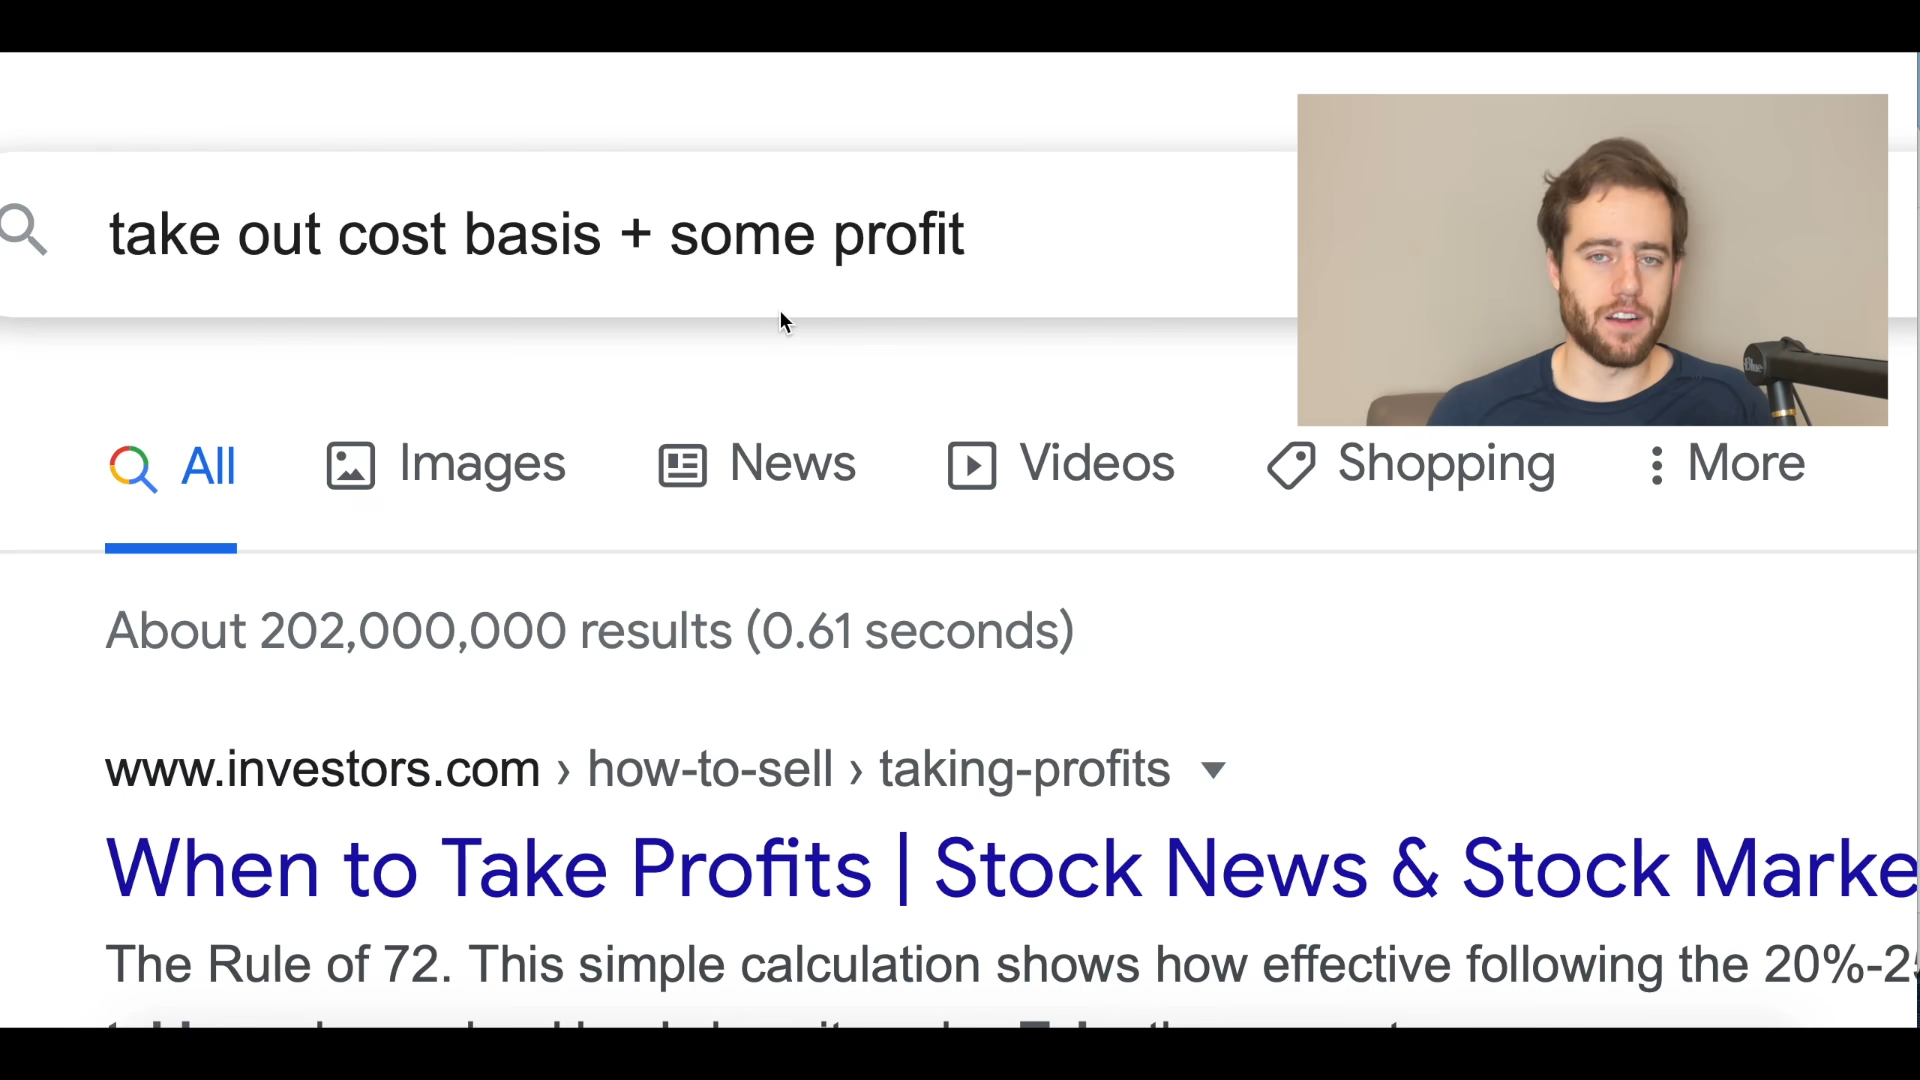 take out cost basis + some profit
All Images News Videos Shopping More
About 202,000,000 results (0.61 seconds)
www.investors.com › how-to-sell › taking-profits
When to Take Profits | Stock News & Stock Marke
The Rule of 72. This simple calculation shows how effective following the 20%-2
Blue